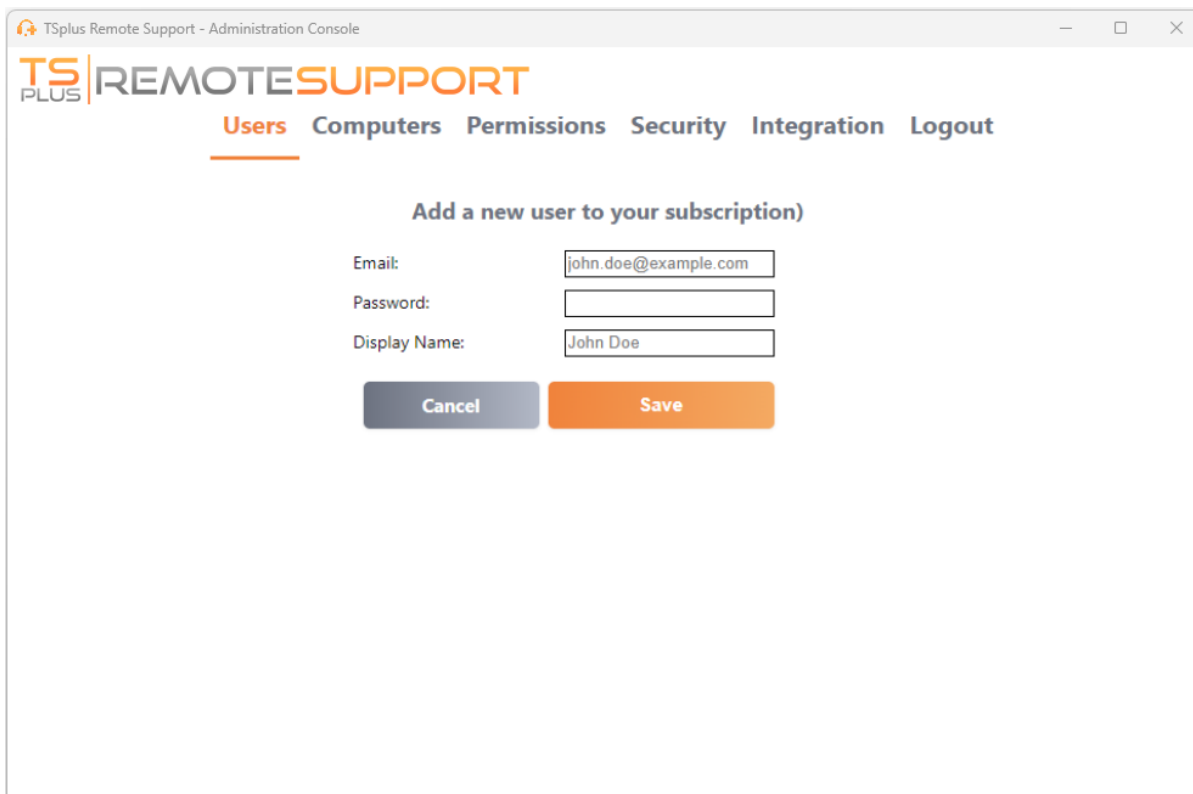 TSplus Remote Support - Administration Console
TS PLUS REMOTESUPPORT
Users Computers Permissions Security Integration Logout
Add a new user to your subscription)
Email: john.doe@example.com
Password:
Display Name: John Doe
Cancel Save